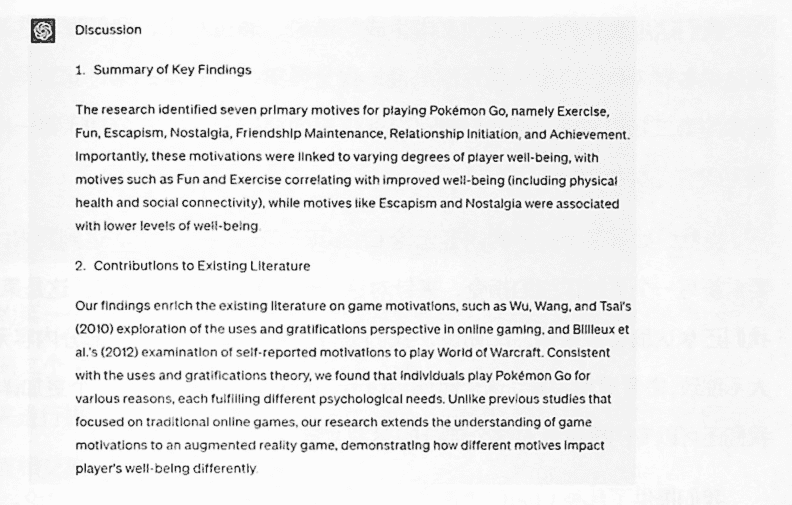 Discussion
1. Summary of Key Findings
The research identified seven primary motives for playing Pokémon Go, namely Exercise,
Fun, Escapism, Nostalgia, Friendship Maintenance, Relationship Initiation, and Achievement.
Importantly, these motivations were linked to varying degrees of player well-being, with
motives such as Fun and Exercise correlating with improved well-being (including physical
health and social connectivity), while motives like Escapism and Nostalgia were associated
with lower levels of well-being.
2. Contributions to Existing Literature
Our findings enrich the existing literature on game motivations, such as Wu, Wang, and Tsai's
(2010) exploration of the uses and gratifications perspective in online gaming, and Billieux et
al.'s (2012) examination of self-reported motivations to play World of Warcraft. Consistent
with the uses and gratifications theory, we found that individuals play Pokémon Go for
various reasons, each fulfilling different psychological needs. Unlike previous studies that
focused on traditional online games, our research extends the understanding of game
motivations to an augmented reality game, demonstrating how different motives impact
player's well-being differently.